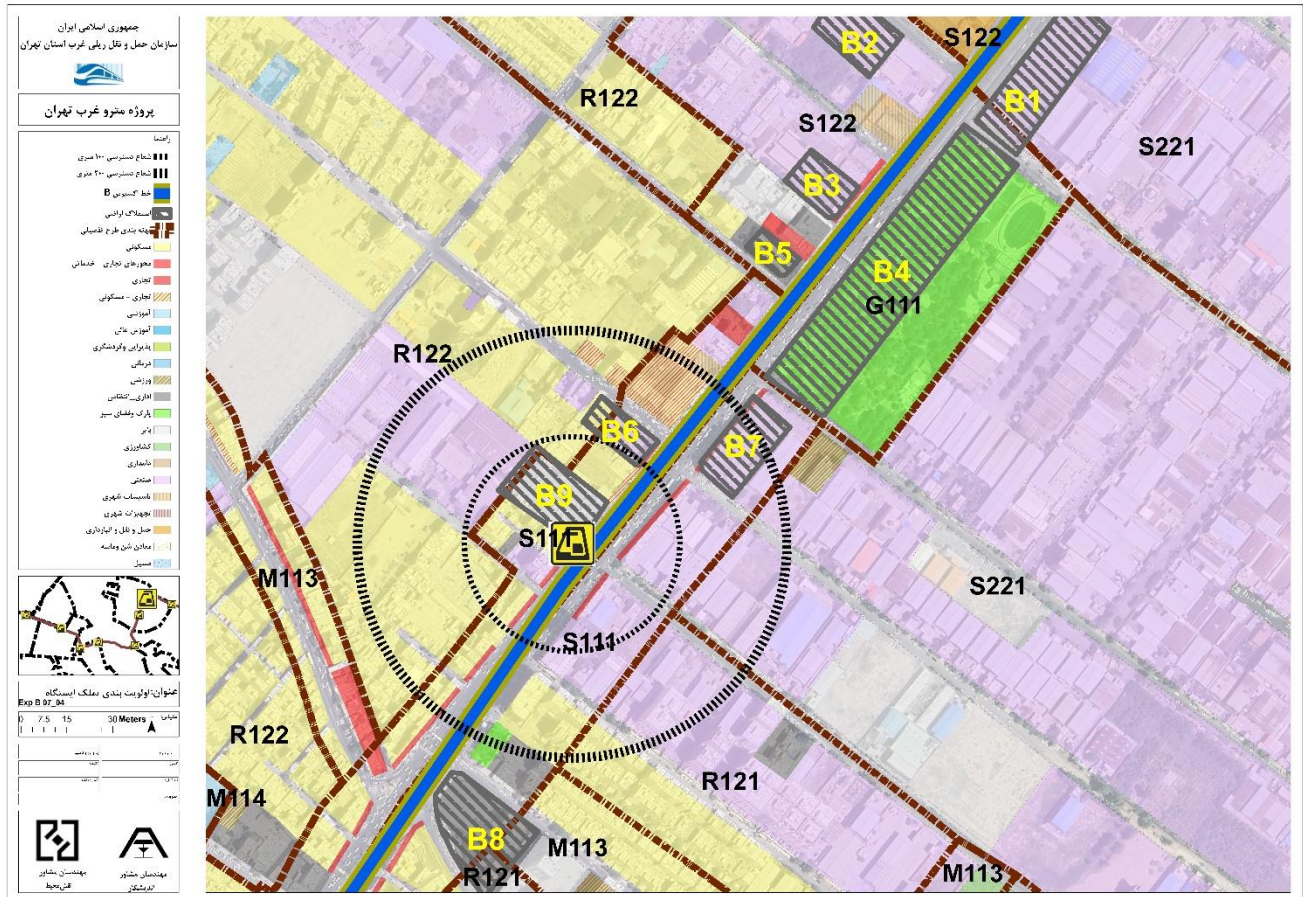 جمهوری اسلامی ایران
سازمان حمل و نقل ریلی غرب استان تهران
پروژه مترو غرب تهران
راهنما
شعاع دسترسی ۱۰۰ متری
شعاع دسترسی ۲۰۰ متری
خط اکسپرس B
استملاک اراضی
پهنه بندی طرح تفصیلی
مسکونی
محورهای تجاری - خدماتی
تجاری
تجاری - مسکونی
آموزشی
آموزش عالی
پذیرایی وگردشگری
درمانی
ورزشی
اداری_انتظامی
پارک وفضای سبز
بایر
کشاورزی
دامداری
صنعتی
تاسیسات شهری
تجهیزات شهری
حمل و نقل و انبارداری
معادن شن وماسه
مسیل
عنوان:اولویت بندی تملک ایستگاه
Exp B 07_04
مقیاس:
0 7.5 15 30 Meters
مهندسان مشاور
نقش محیط
مهندسان مشاور
اندیشکار
B2
S122
B1
R122
S122
S221
B3
B5
B4
G111
R122
B6
B7
B9
S111
M113
S221
S111
R122
R121
M114
B8
M113
R121
M113